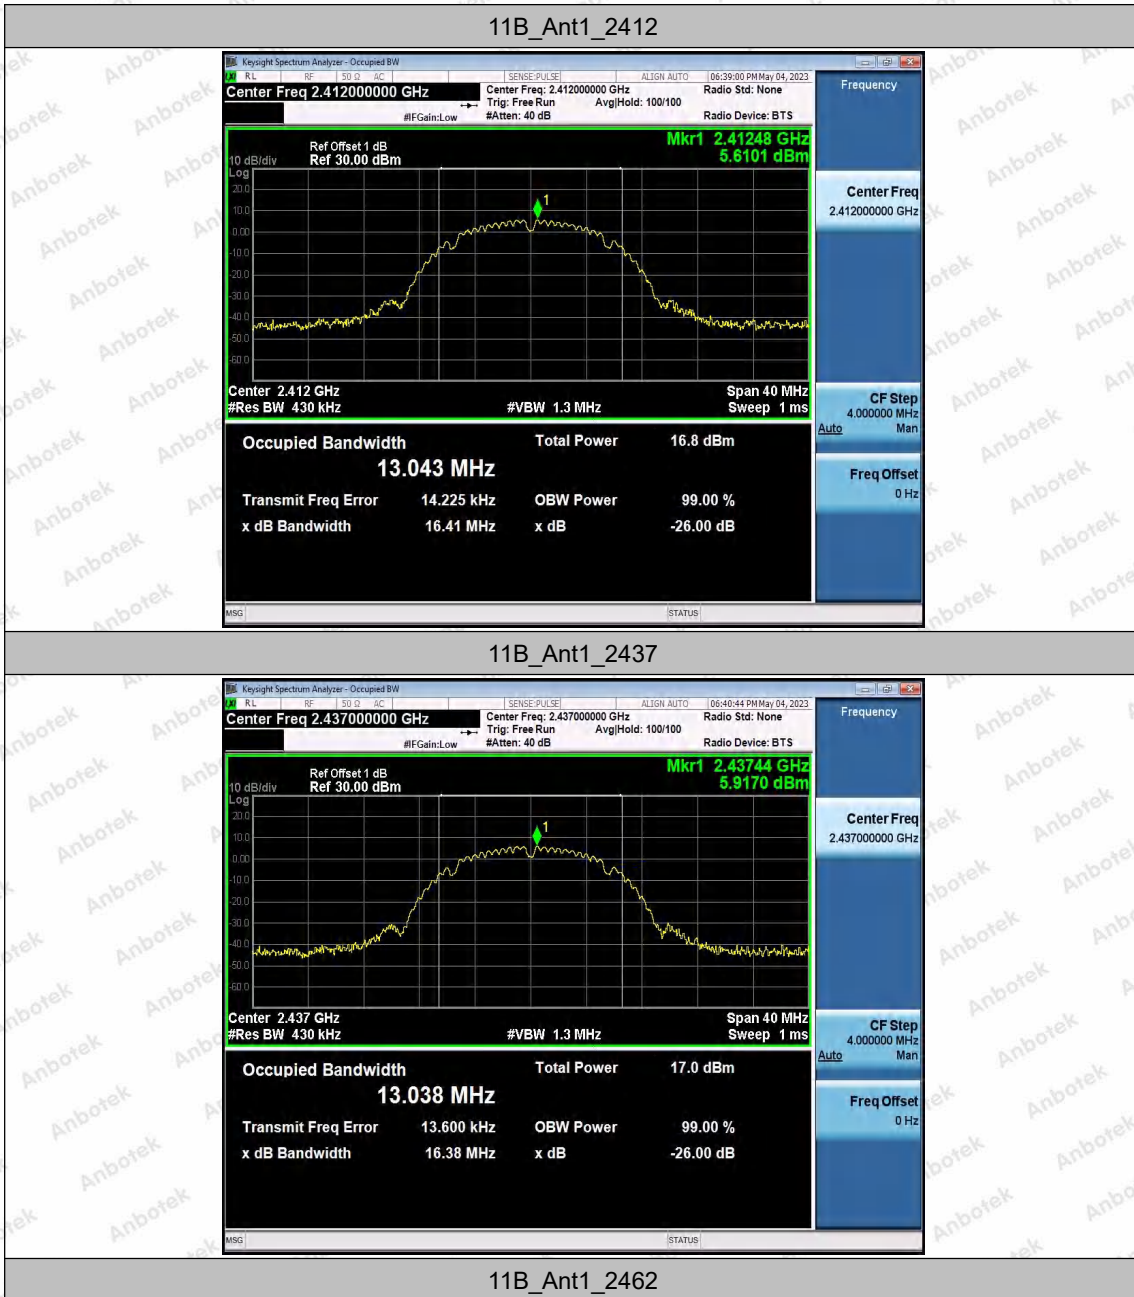 11B_Ant1_2412
Keysight Spectrum Analyzer - Occupied BW
LXI RL RF 50 Ω AC SENSE:PULSE ALIGN AUTO 06:39:00 PM May 04, 2023
Center Freq 2.412000000 GHz Center Freq: 2.412000000 GHz Radio Std: None
Trig: Free Run Avg|Hold: 100/100
#IFGain:Low #Atten: 40 dB Radio Device: BTS
Frequency
Mkr1 2.41248 GHz
5.6101 dBm
Ref Offset 1 dB
10 dB/div Ref 30.00 dBm
Log
20.0
10.0
0.00
-10.0
-20.0
-30.0
-40.0
-50.0
-60.0
1
Center 2.412 GHz Span 40 MHz
#Res BW 430 kHz #VBW 1.3 MHz Sweep 1 ms
Center Freq
2.412000000 GHz
CF Step
4.000000 MHz
Auto Man
Freq Offset
0 Hz
Occupied Bandwidth Total Power 16.8 dBm
13.043 MHz
Transmit Freq Error 14.225 kHz OBW Power 99.00 %
x dB Bandwidth 16.41 MHz x dB -26.00 dB
MSG STATUS
11B_Ant1_2437
Keysight Spectrum Analyzer - Occupied BW
LXI RL RF 50 Ω AC SENSE:PULSE ALIGN AUTO 06:40:44 PM May 04, 2023
Center Freq 2.437000000 GHz Center Freq: 2.437000000 GHz Radio Std: None
Trig: Free Run Avg|Hold: 100/100
#IFGain:Low #Atten: 40 dB Radio Device: BTS
Frequency
Mkr1 2.43744 GHz
5.9170 dBm
Ref Offset 1 dB
10 dB/div Ref 30.00 dBm
Log
20.0
10.0
0.00
-10.0
-20.0
-30.0
-40.0
-50.0
-60.0
1
Center 2.437 GHz Span 40 MHz
#Res BW 430 kHz #VBW 1.3 MHz Sweep 1 ms
Center Freq
2.437000000 GHz
CF Step
4.000000 MHz
Auto Man
Freq Offset
0 Hz
Occupied Bandwidth Total Power 17.0 dBm
13.038 MHz
Transmit Freq Error 13.600 kHz OBW Power 99.00 %
x dB Bandwidth 16.38 MHz x dB -26.00 dB
MSG STATUS
11B_Ant1_2462
Anbotek